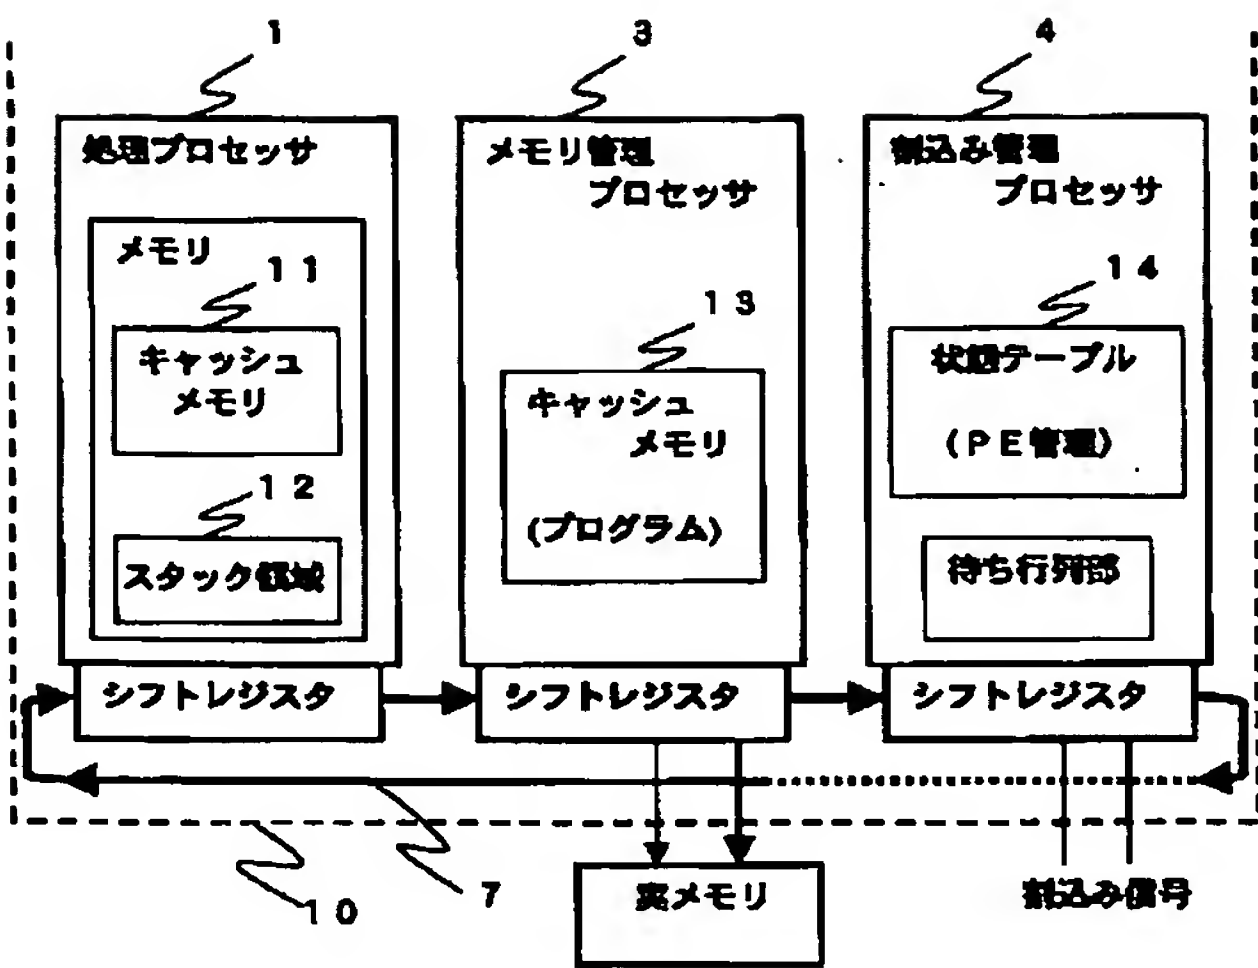 １
３
４
処理プロセッサ
メモリ管理
プロセッサ
割込み管理
プロセッサ
メモリ
１１
キャッシュ
メモリ
１２
スタック領域
１３
キャッシュ
メモリ
(プログラム)
１４
状態テーブル
(ＰＥ管理)
待ち行列部
シフトレジスタ
シフトレジスタ
シフトレジスタ
１０
７
実メモリ
割込み信号